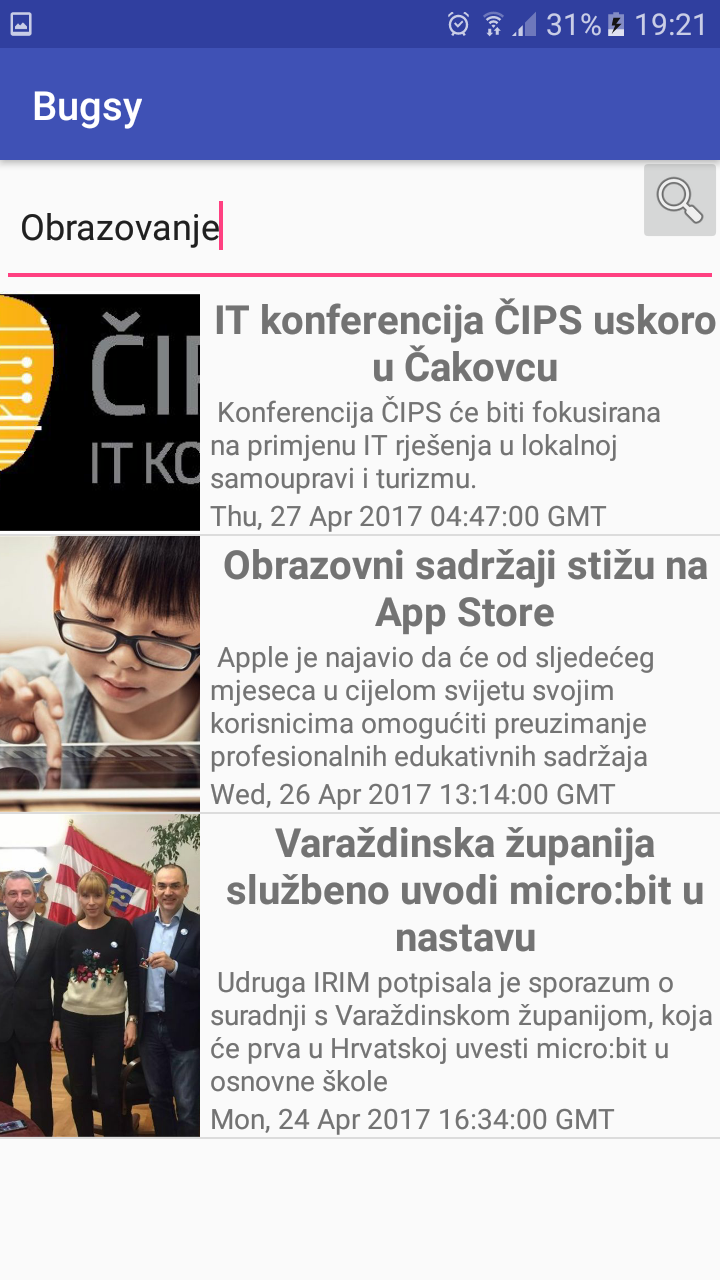 31% 19:21
Bugsy
Obrazovanje
ČIP
IT KO
IT konferencija ČIPS uskoro
u Čakovcu
Konferencija ČIPS će biti fokusirana
na primjenu IT rješenja u lokalnoj
samoupravi i turizmu.
Thu, 27 Apr 2017 04:47:00 GMT
Obrazovni sadržaji stižu na
App Store
Apple je najavio da će od sljedećeg
mjeseca u cijelom svijetu svojim
korisnicima omogućiti preuzimanje
profesionalnih edukativnih sadržaja
Wed, 26 Apr 2017 13:14:00 GMT
Varaždinska županija
službeno uvodi micro:bit u
nastavu
Udruga IRIM potpisala je sporazum o
suradnji s Varaždinskom županijom, koja
će prva u Hrvatskoj uvesti micro:bit u
osnovne škole
Mon, 24 Apr 2017 16:34:00 GMT